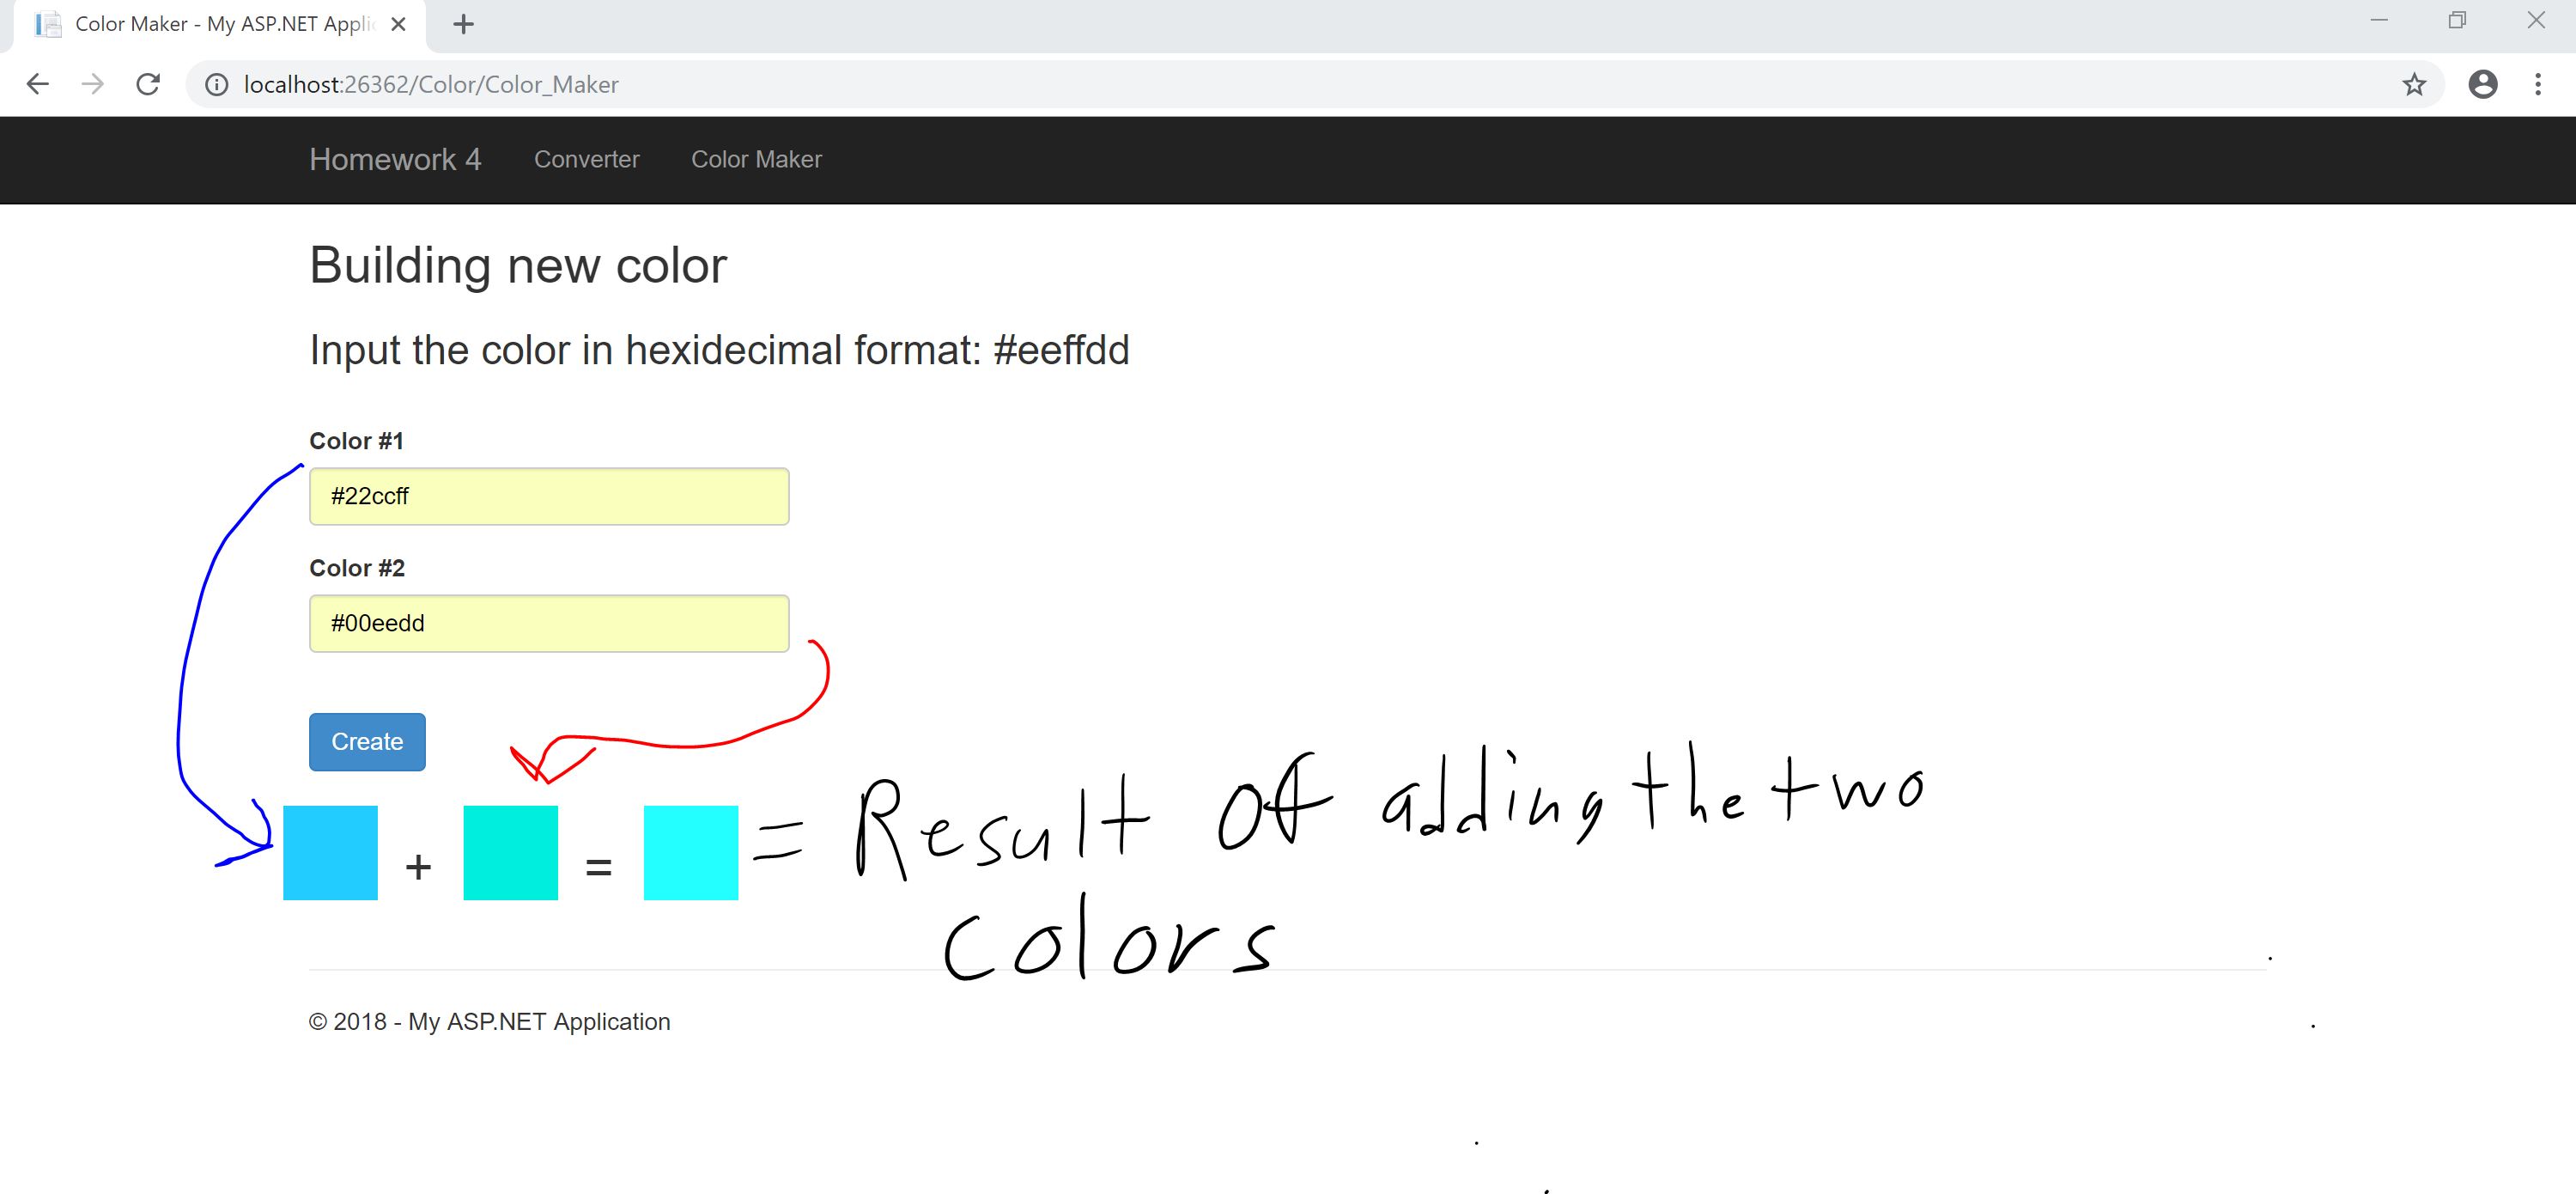 Color Maker - My ASP.NET Applic
localhost:26362/Color/Color_Maker
Homework 4 Converter Color Maker
Building new color
Input the color in hexidecimal format: #eeffdd
Color #1
#22ccff
Color #2
#00eedd
Create
+ = = Result of adding the two
colors
© 2018 - My ASP.NET Application